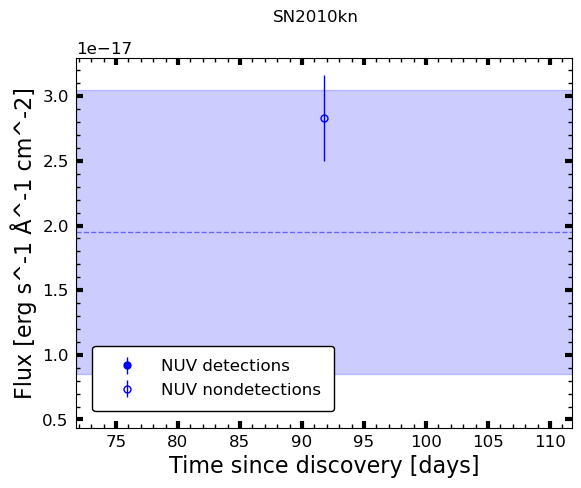 SN2010kn
1e−17
3.0
2.5
2.0
1.5
1.0
0.5
Flux [erg s^-1 Å^-1 cm^-2]
NUV detections
NUV nondetections
75 80 85 90 95 100 105 110
Time since discovery [days]